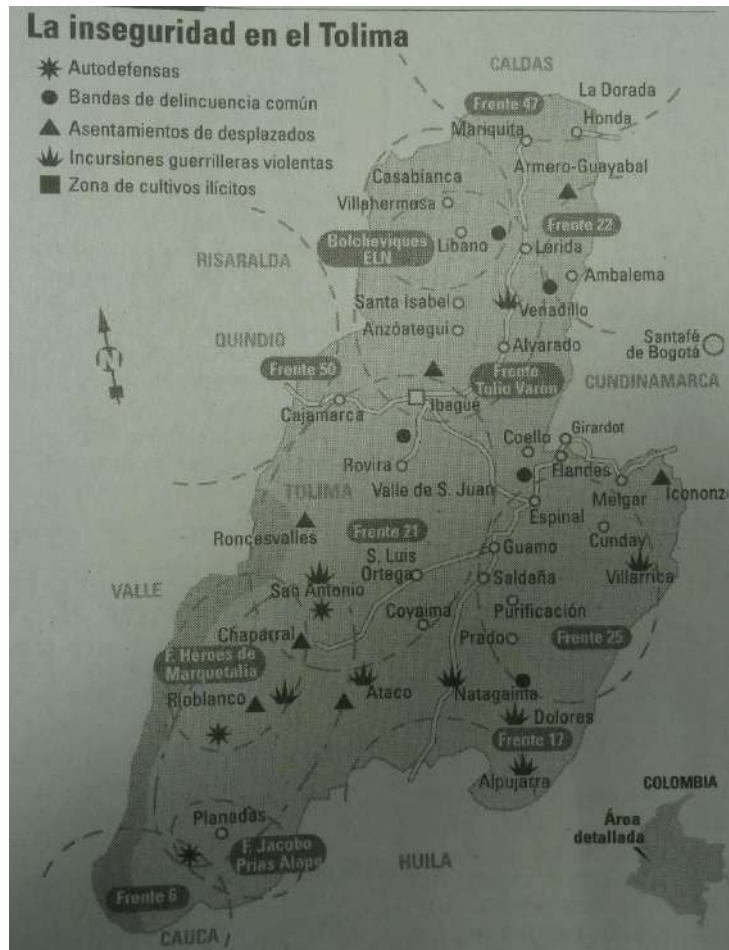 La inseguridad en el Tolima
Autodefensas
Bandas de delincuencia común
Asentamientos de desplazados
Incursiones guerrilleras violentas
Zona de cultivos ilícitos
CALDAS
La Dorada
Frente 47
Honda
Mariquita
Armero-Guayabal
Casabianca
Villahermosa
Frente 22
Bolcheviques
ELN
Líbano
Lérida
RISARALDA
Ambalema
Santa Isabel
Venadillo
Anzóategui
QUINDIO
Alvarado
Santafé
de Bogotá
Frente 50
Frente
Tulio Varon
CUNDINAMARCA
N
Cajamarca
Ibagué
Coello
Girardot
Rovira
Flandes
TOLIMA
Valle de S. Juan
Melgar
Icononzo
Espinal
Roncesvalles
Frente 21
Cunday
Guamo
S. Luis
Ortega
Saldaña
Villarrica
VALLE
San Antonio
Coyaima
Purificación
Chaparral
Prado
Frente 25
F. Heroes de
Marquetalia
Rioblanco
Ataco
Natagaima
Dolores
Frente 17
Alpujarra
COLOMBIA
Planadas
Área
detallada
F. Jacobo
Prias Alape
HUILA
Frente 6
CAUCA